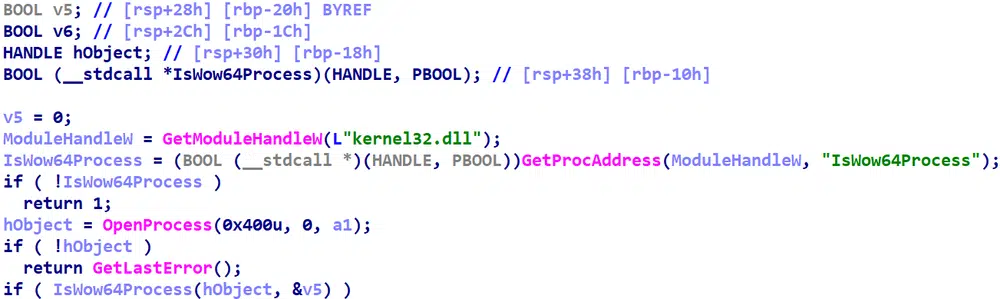 BOOL v5; // [rsp+28h] [rbp-20h] BYREF
BOOL v6; // [rsp+2Ch] [rbp-1Ch]
HANDLE hObject; // [rsp+30h] [rbp-18h]
BOOL (__stdcall *IsWow64Process)(HANDLE, PBOOL); // [rsp+38h] [rbp-10h]

v5 = 0;
ModuleHandleW = GetModuleHandleW(L"kernel32.dll");
IsWow64Process = (BOOL (__stdcall *)(HANDLE, PBOOL))GetProcAddress(ModuleHandleW, "IsWow64Process");
if ( !IsWow64Process )
  return 1;
hObject = OpenProcess(0x400u, 0, a1);
if ( !hObject )
  return GetLastError();
if ( IsWow64Process(hObject, &v5) )